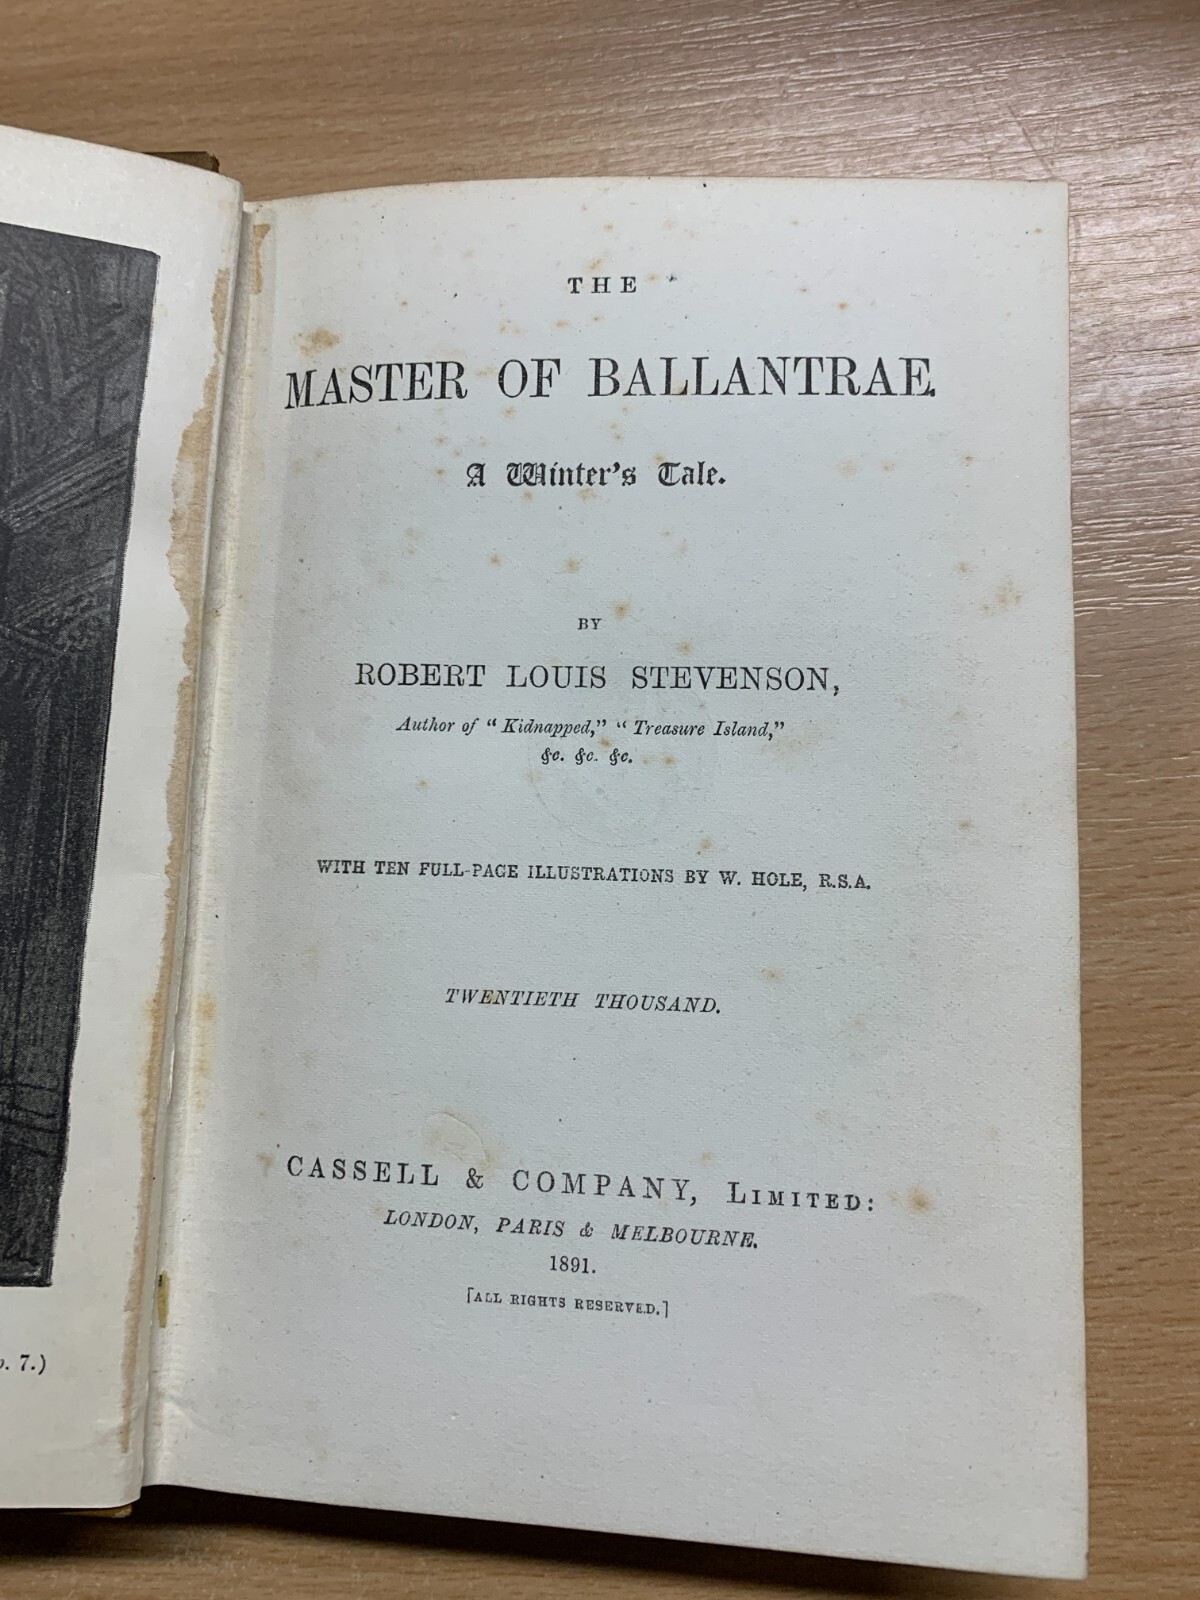 THE
MASTER OF BALLANTRAE.
A Winter's Tale.
BY
ROBERT LOUIS STEVENSON,
Author of "Kidnapped," "Treasure Island,"
&c. &c. &c.
WITH TEN FULL-PAGE ILLUSTRATIONS BY W. HOLE, R.S.A.
TWENTIETH THOUSAND.
CASSELL & COMPANY, LIMITED:
LONDON, PARIS & MELBOURNE.
1891.
[ALL RIGHTS RESERVED.]
p. 7.)